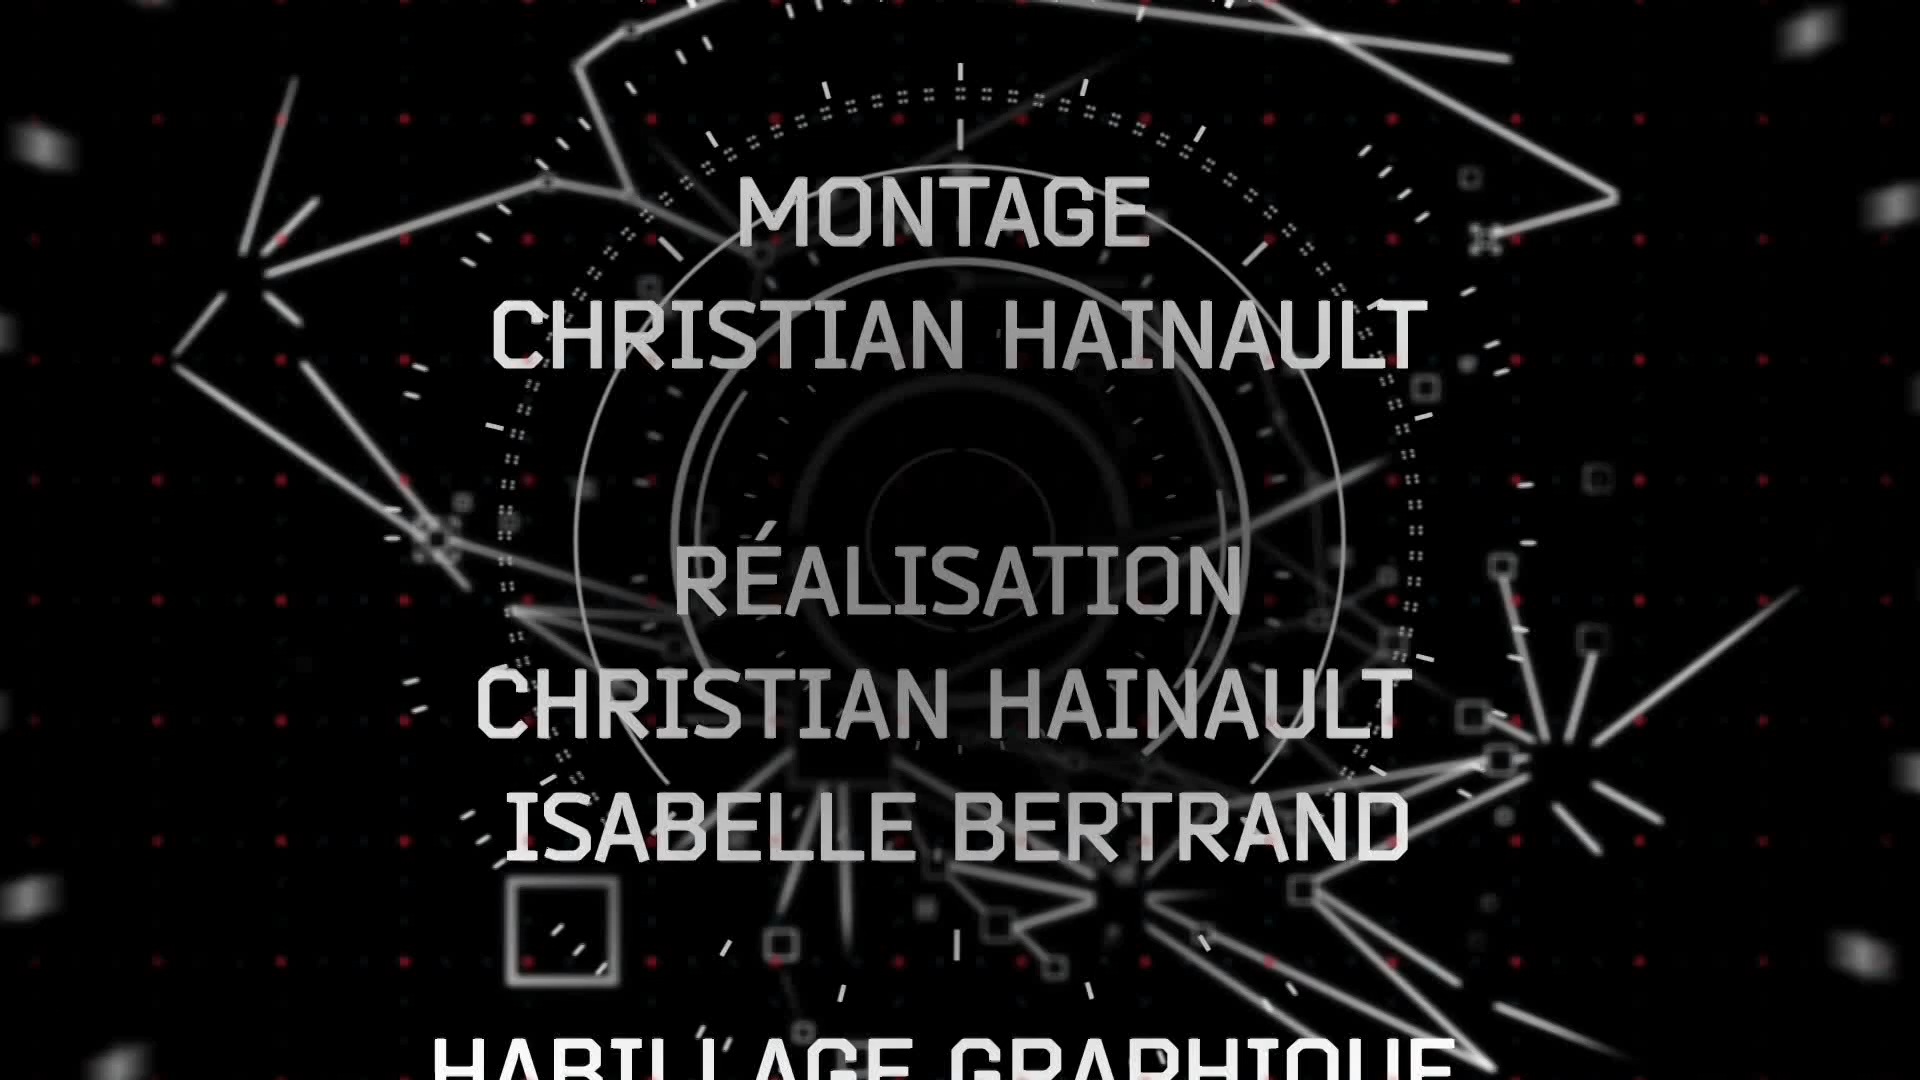 MONTAGE
CHRISTIAN HAINAULT
RÉALISATION
CHRISTIAN HAINAULT
ISABELLE BERTRAND
HABILLAGE GRAPHIQUE